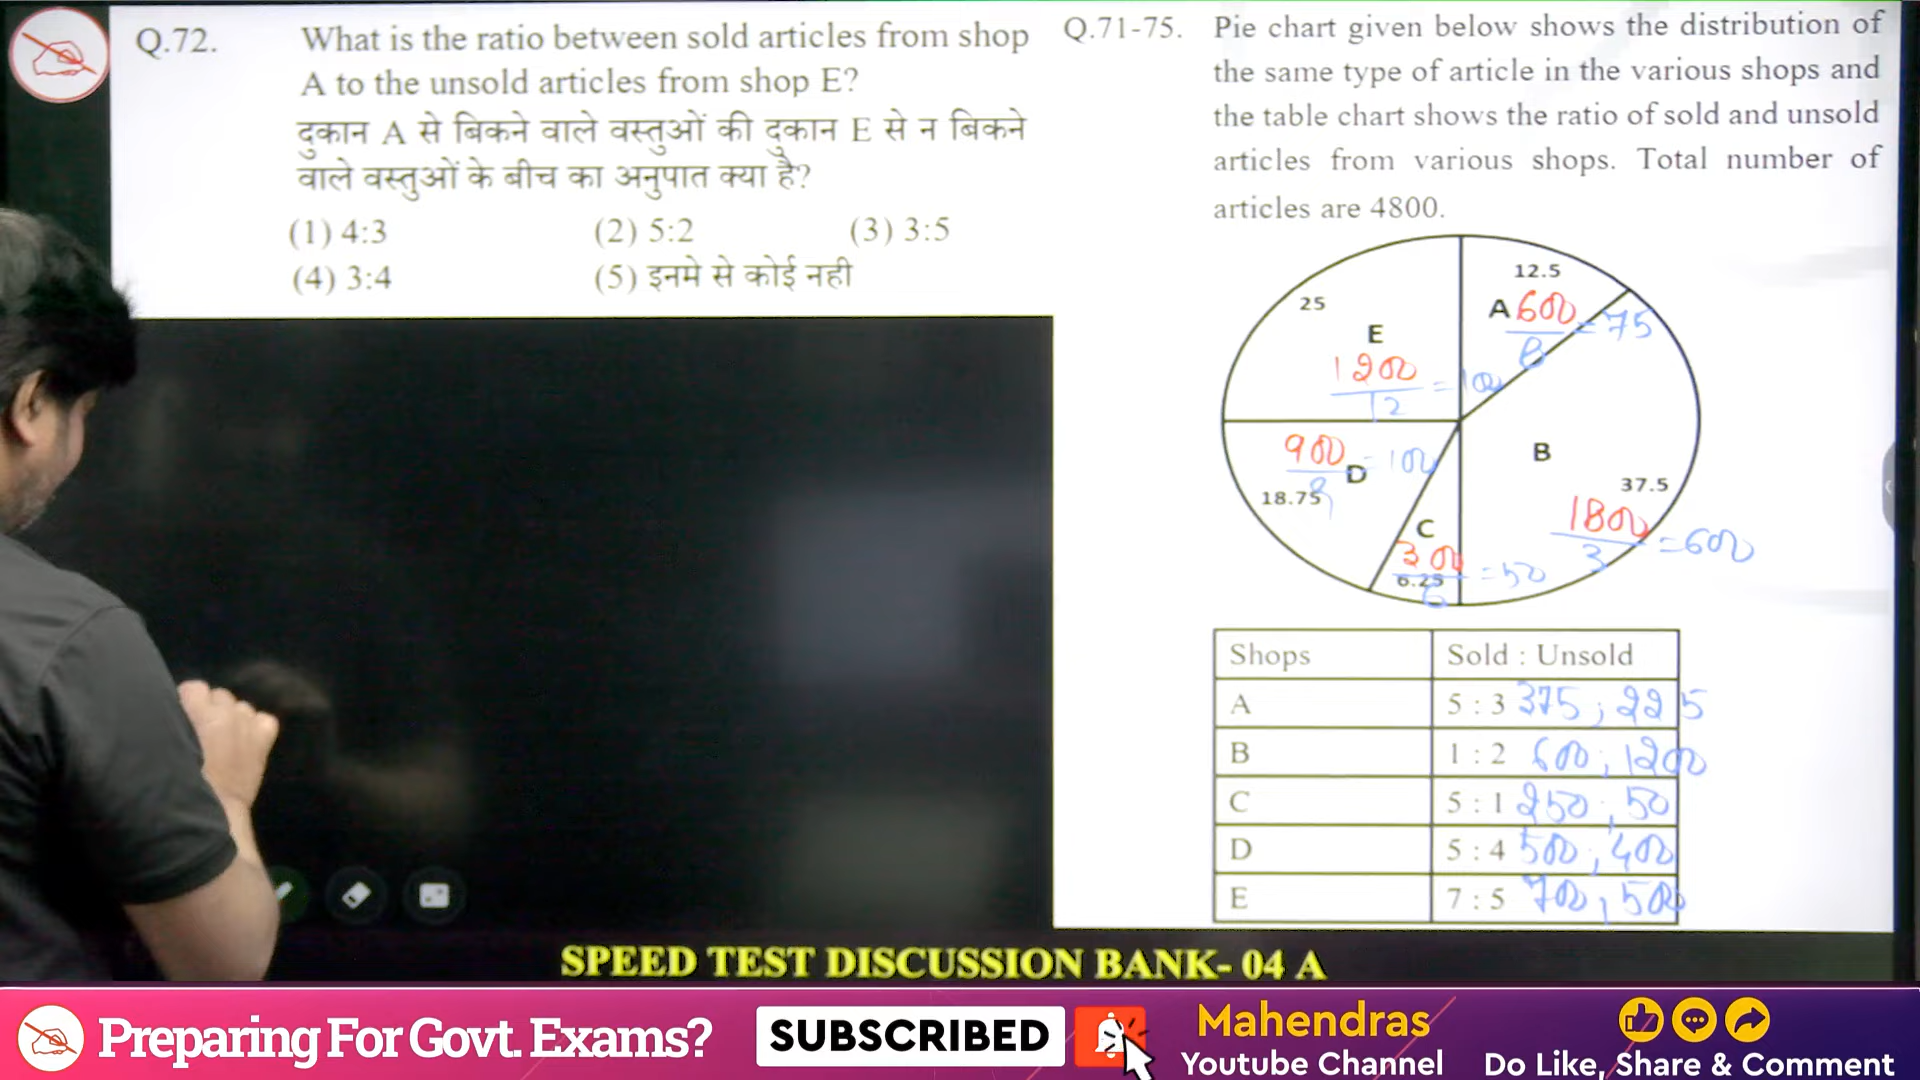 Q.72. What is the ratio between sold articles from shop
A to the unsold articles from shop E?
दुकान A से बिकने वाले वस्तुओं की दुकान E से न बिकने
वाले वस्तुओं के बीच का अनुपात क्या है?
(1) 4:3 (2) 5:2 (3) 3:5
(4) 3:4 (5) इनमे से कोई नही
Q.71-75. Pie chart given below shows the distribution of
the same type of article in the various shops and
the table chart shows the ratio of sold and unsold
articles from various shops. Total number of
articles are 4800.
12.5
A 600/8 = 75
25
E
1200/12 = 100
B
37.5
1800/3 = 600
900/9 = 100
D
18.75
C
300/6 = 50
6.25
Shops Sold : Unsold
A 5 : 3 375, 225
B 1 : 2 600, 1200
C 5 : 1 250, 50
D 5 : 4 500, 400
E 7 : 5 700, 500
SPEED TEST DISCUSSION BANK- 04 A
Preparing For Govt. Exams?
SUBSCRIBED
Mahendras
Youtube Channel
Do Like, Share & Comment